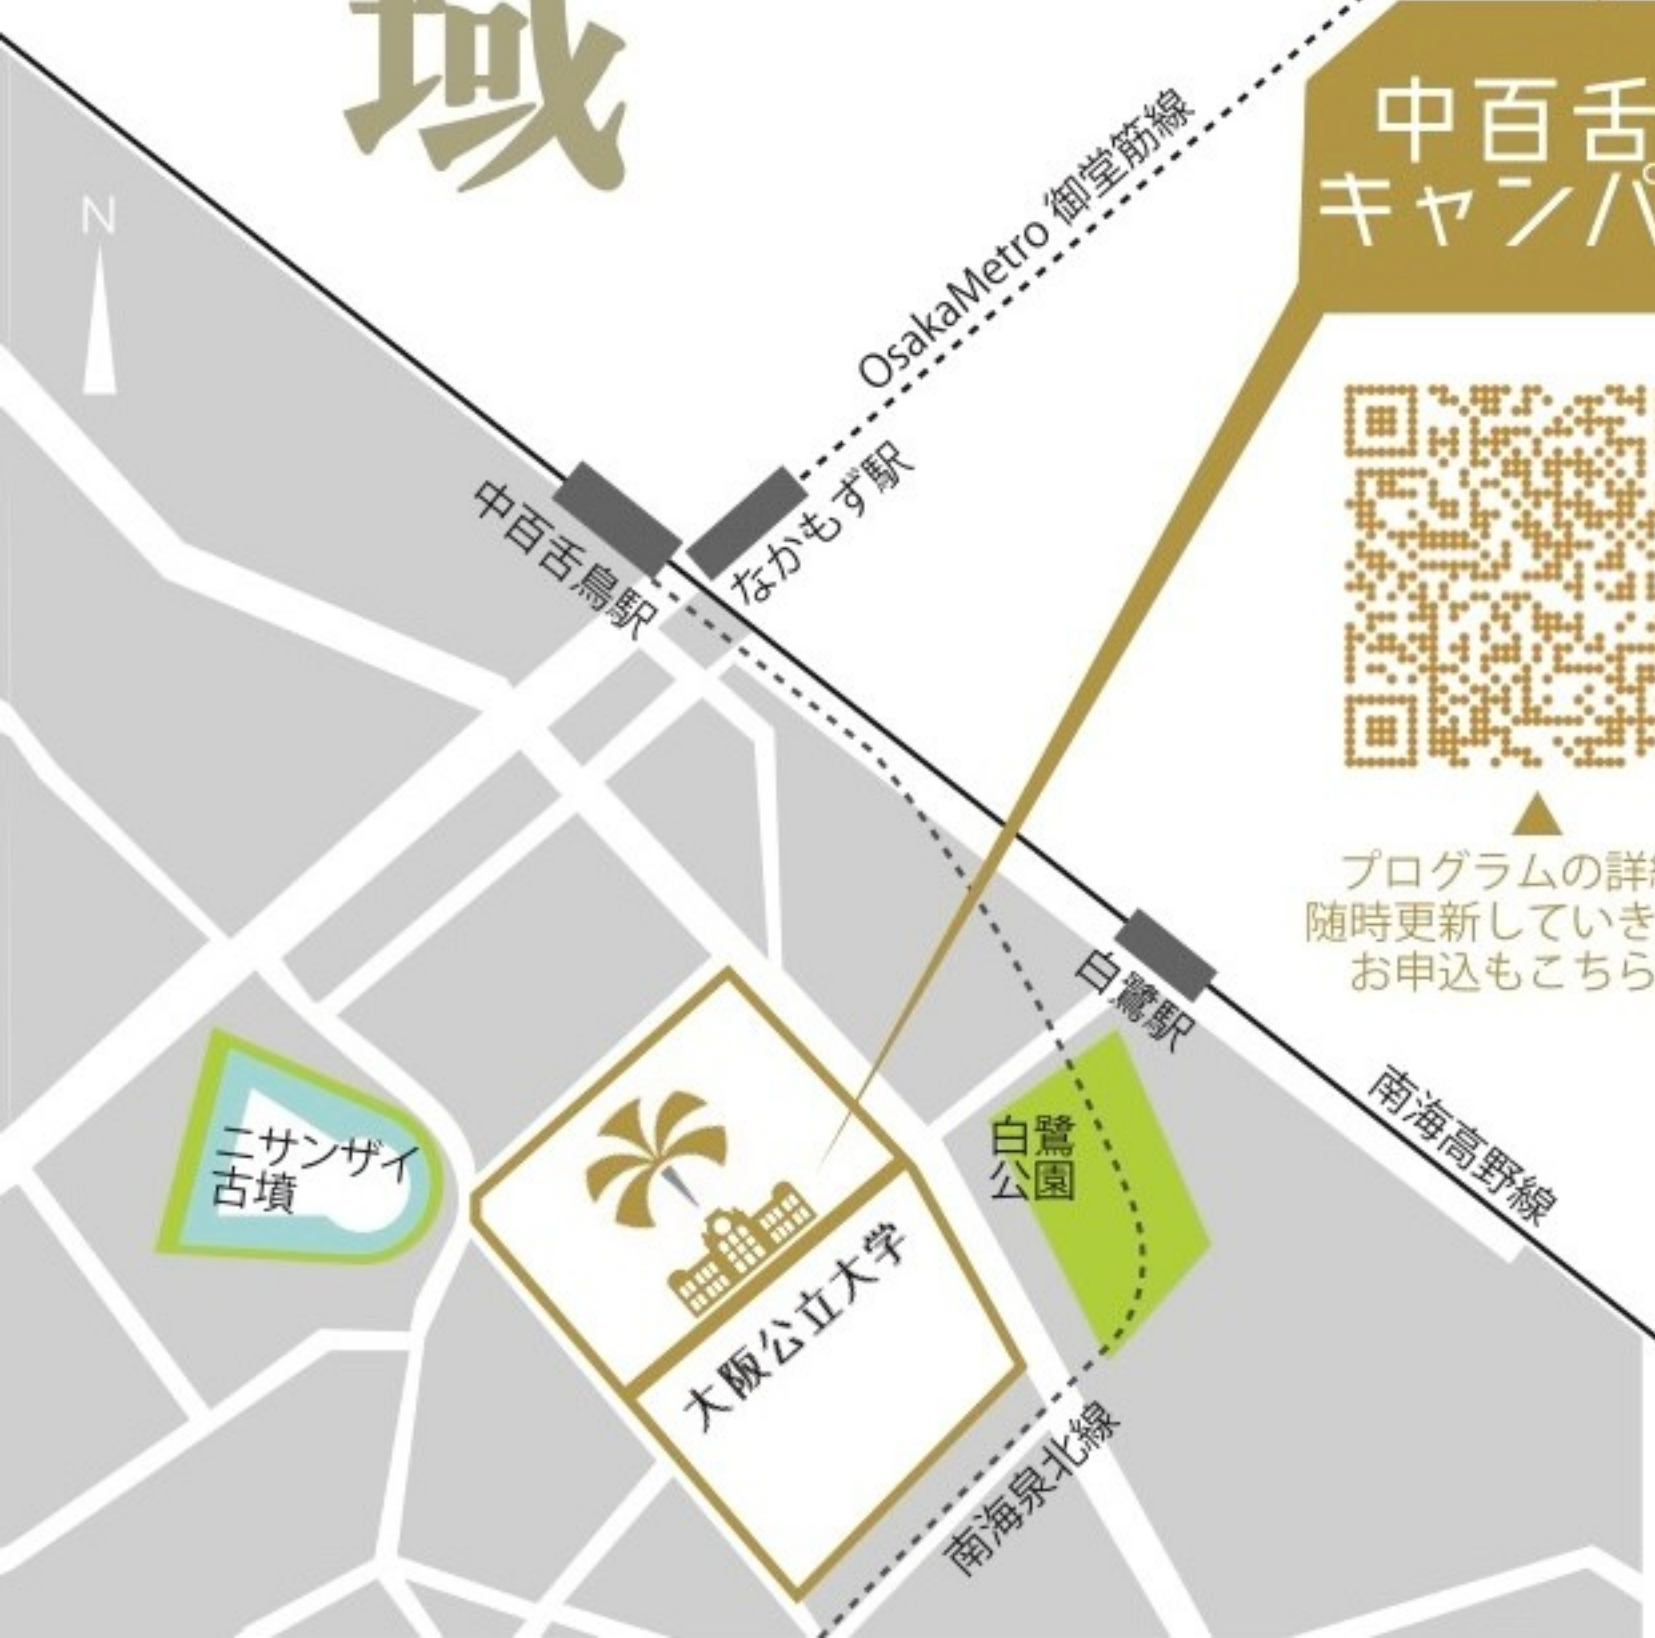 域
N
OsakaMetro 御堂筋線
中百舌
キャンパ
なかもず駅
中百舌鳥駅
プログラムの詳
随時更新していき
お申込もこちら
白鷺駅
南海高野線
白鷺
公園
ニサンザイ
古墳
大阪公立大学
南海泉北線